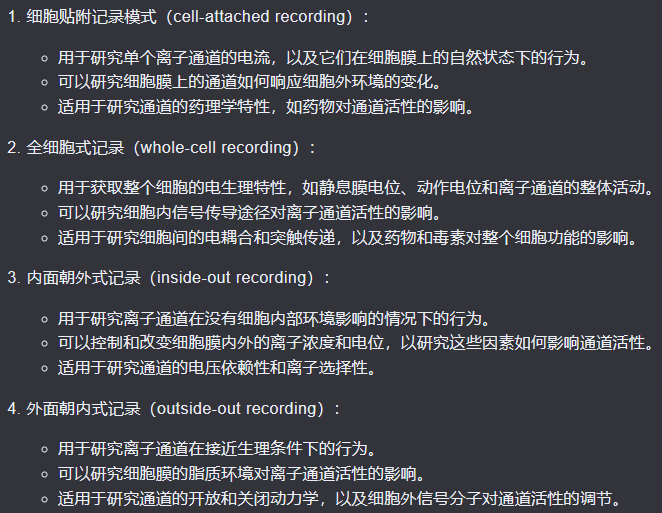 1. 细胞贴附记录模式（cell-attached recording）：
○ 用于研究单个离子通道的电流，以及它们在细胞膜上的自然状态下的行为。
○ 可以研究细胞膜上的通道如何响应细胞外环境的变化。
○ 适用于研究通道的药理学特性，如药物对通道活性的影响。
2. 全细胞式记录（whole-cell recording）：
○ 用于获取整个细胞的电生理特性，如静息膜电位、动作电位和离子通道的整体活动。
○ 可以研究细胞内信号传导途径对离子通道活性的影响。
○ 适用于研究细胞间的电耦合和突触传递，以及药物和毒素对整个细胞功能的影响。
3. 内面朝外式记录（inside-out recording）：
○ 用于研究离子通道在没有细胞内部环境影响的情况下的行为。
○ 可以控制和改变细胞膜内外的离子浓度和电位，以研究这些因素如何影响通道活性。
○ 适用于研究通道的电压依赖性和离子选择性。
4. 外面朝内式记录（outside-out recording）：
○ 用于研究离子通道在接近生理条件下的行为。
○ 可以研究细胞膜的脂质环境对离子通道活性的影响。
○ 适用于研究通道的开放和关闭动力学，以及细胞外信号分子对通道活性的调节。